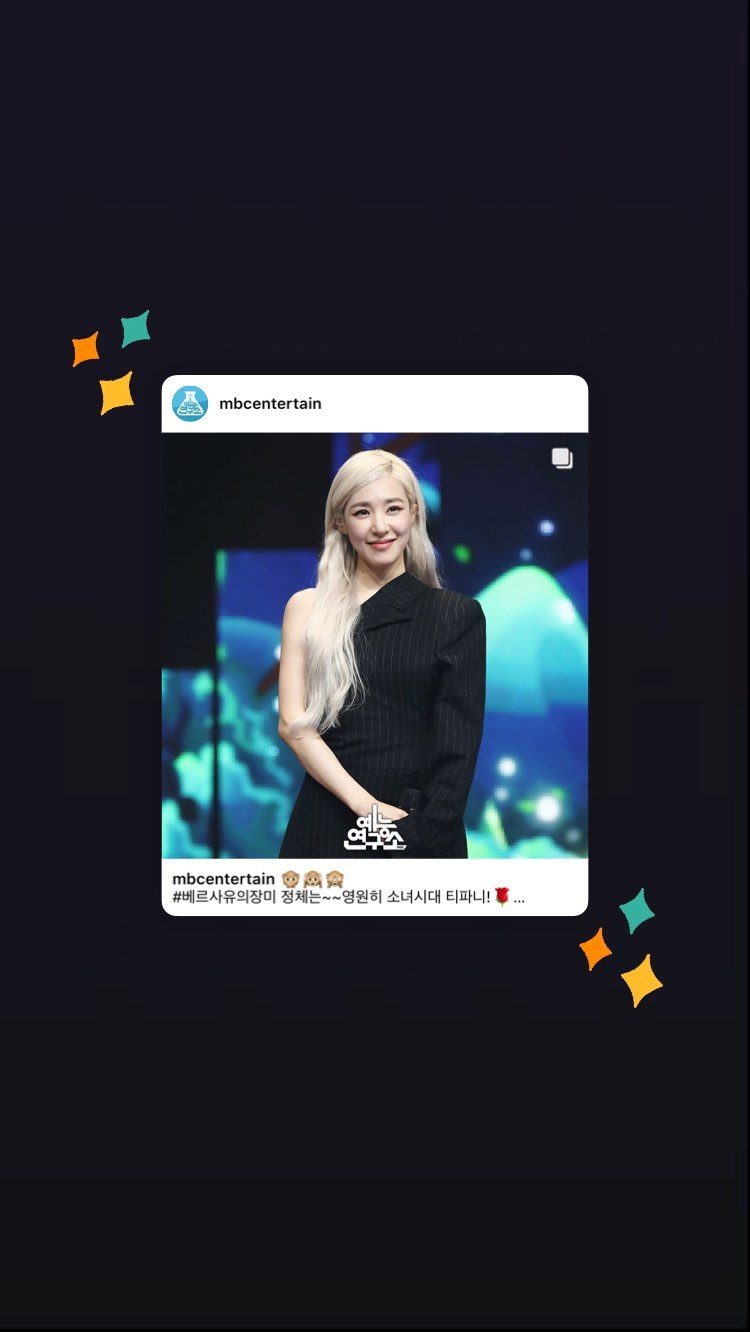 mbcentertain
예능
연구소
mbcentertain 🐵🙉🙈
#베르사유의장미 정체는~~영원히 소녀시대 티파니!🌹...